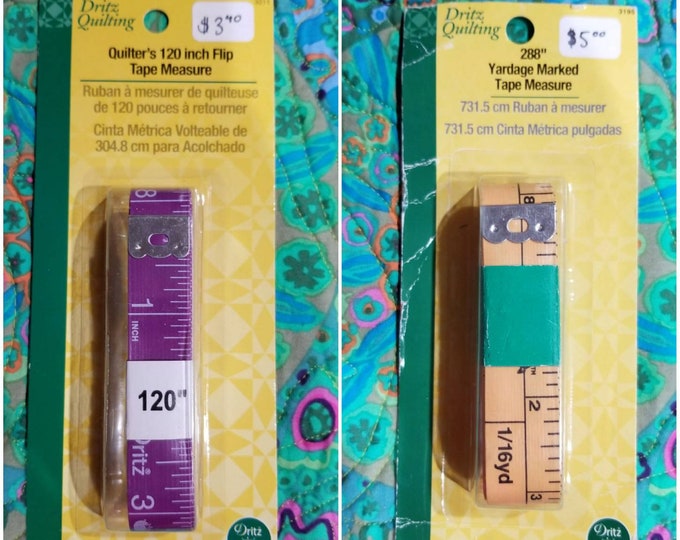 Dritz
Quilting
$3.40
Quilter's 120 inch Flip
Tape Measure
Ruban à mesurer de quilteuse
de 120 pouces à retourner
Cinta Métrica Volteable de
304.8 cm para Acolchado
8
1
INCH
120"
Dritz
3
Dritz
3195
Dritz
Quilting
$5.00
288"
Yardage Marked
Tape Measure
731.5 cm Ruban à mesurer
731.5 cm Cinta Métrica pulgadas
8
2
1/16yd
3
Dritz